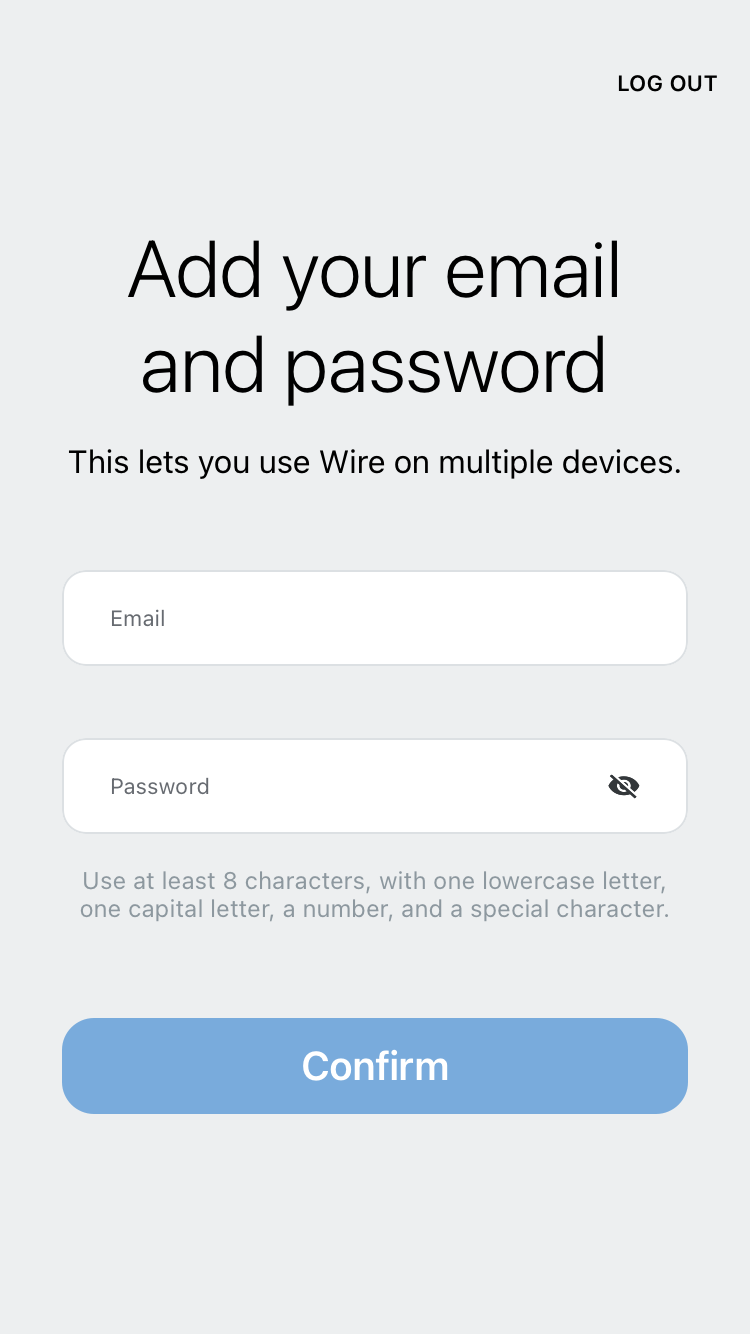 LOG OUT
Add your email
and password
This lets you use Wire on multiple devices.
Email
Password
Use at least 8 characters, with one lowercase letter,
one capital letter, a number, and a special character.
Confirm